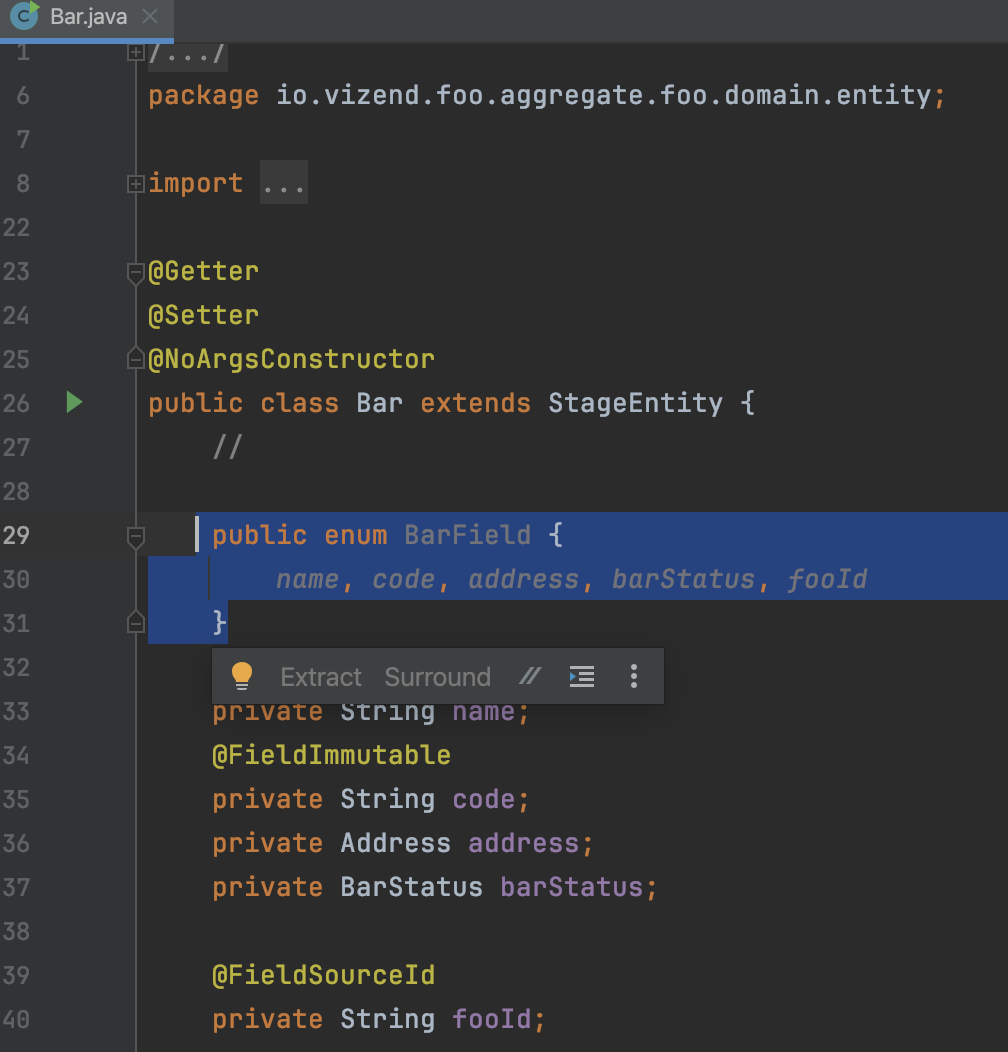 Bar.java
1 /.../
6 package io.vizend.foo.aggregate.foo.domain.entity;
7
8 import ...
22
23 @Getter
24 @Setter
25 @NoArgsConstructor
26 public class Bar extends StageEntity {
27 //
28
29 public enum BarField {
30 name, code, address, barStatus, fooId
31 }
32
Extract Surround //
33 private String name;
34 @FieldImmutable
35 private String code;
36 private Address address;
37 private BarStatus barStatus;
38
39 @FieldSourceId
40 private String fooId;